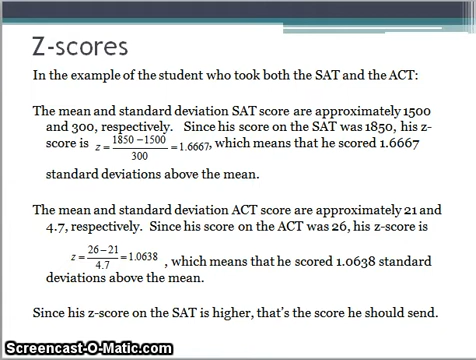 Z-scores
In the example of the student who took both the SAT and the ACT:
The mean and standard deviation SAT score are approximately 1500
and 300, respectively. Since his score on the SAT was 1850, his z-
score is z = (1850 − 1500)/300 = 1.6667, which means that he scored 1.6667
standard deviations above the mean.
The mean and standard deviation ACT score are approximately 21 and
4.7, respectively. Since his score on the ACT was 26, his z-score is
z = (26 − 21)/4.7 = 1.0638 , which means that he scored 1.0638 standard
deviations above the mean.
Since his z-score on the SAT is higher, that's the score he should send.
Screencast-O-Matic.com